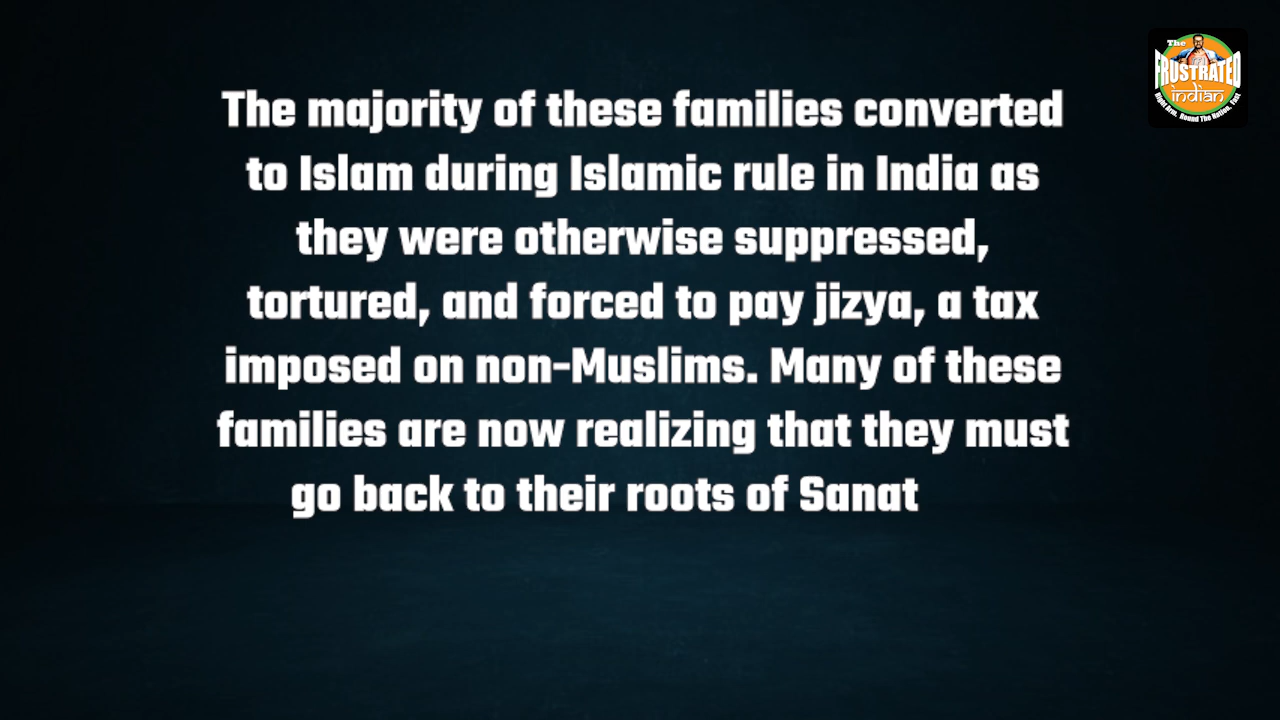 The
FRUSTRATED
indian
The majority of these families converted
to Islam during Islamic rule in India as
they were otherwise suppressed,
tortured, and forced to pay jizya, a tax
imposed on non-Muslims. Many of these
families are now realizing that they must
go back to their roots of Sanat